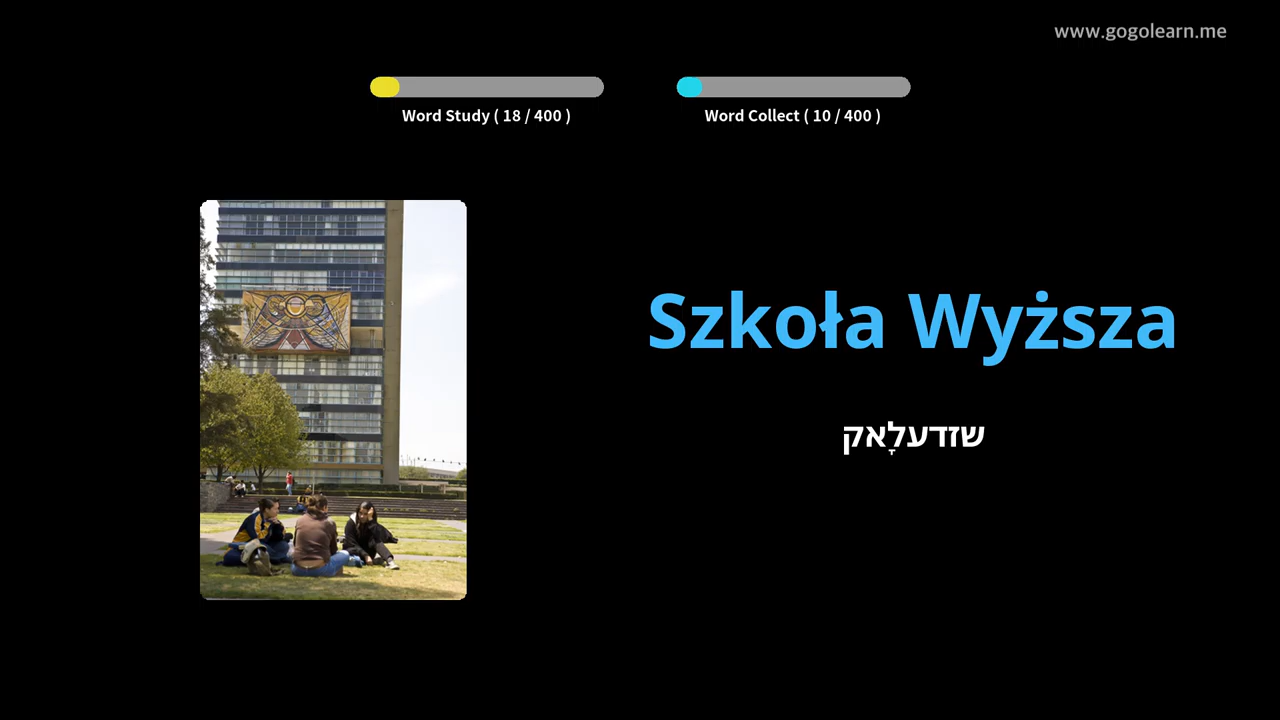 www.gogolearn.me
Word Study ( 18 / 400 )
Word Collect ( 10 / 400 )
Szkoła Wyższa
שזדעלָאק